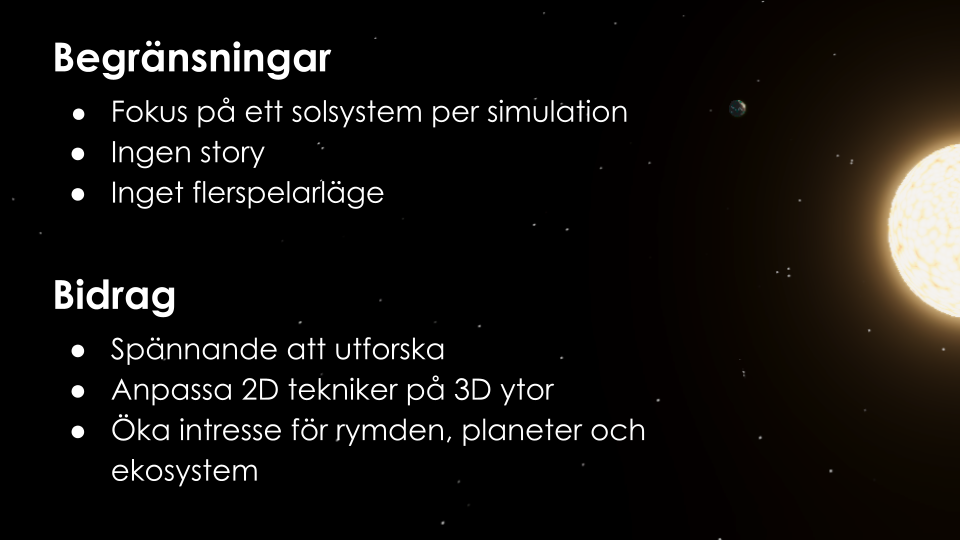 Begränsningar
● Fokus på ett solsystem per simulation
● Ingen story
● Inget flerspelarläge
Bidrag
● Spännande att utforska
● Anpassa 2D tekniker på 3D ytor
● Öka intresse för rymden, planeter och
ekosystem